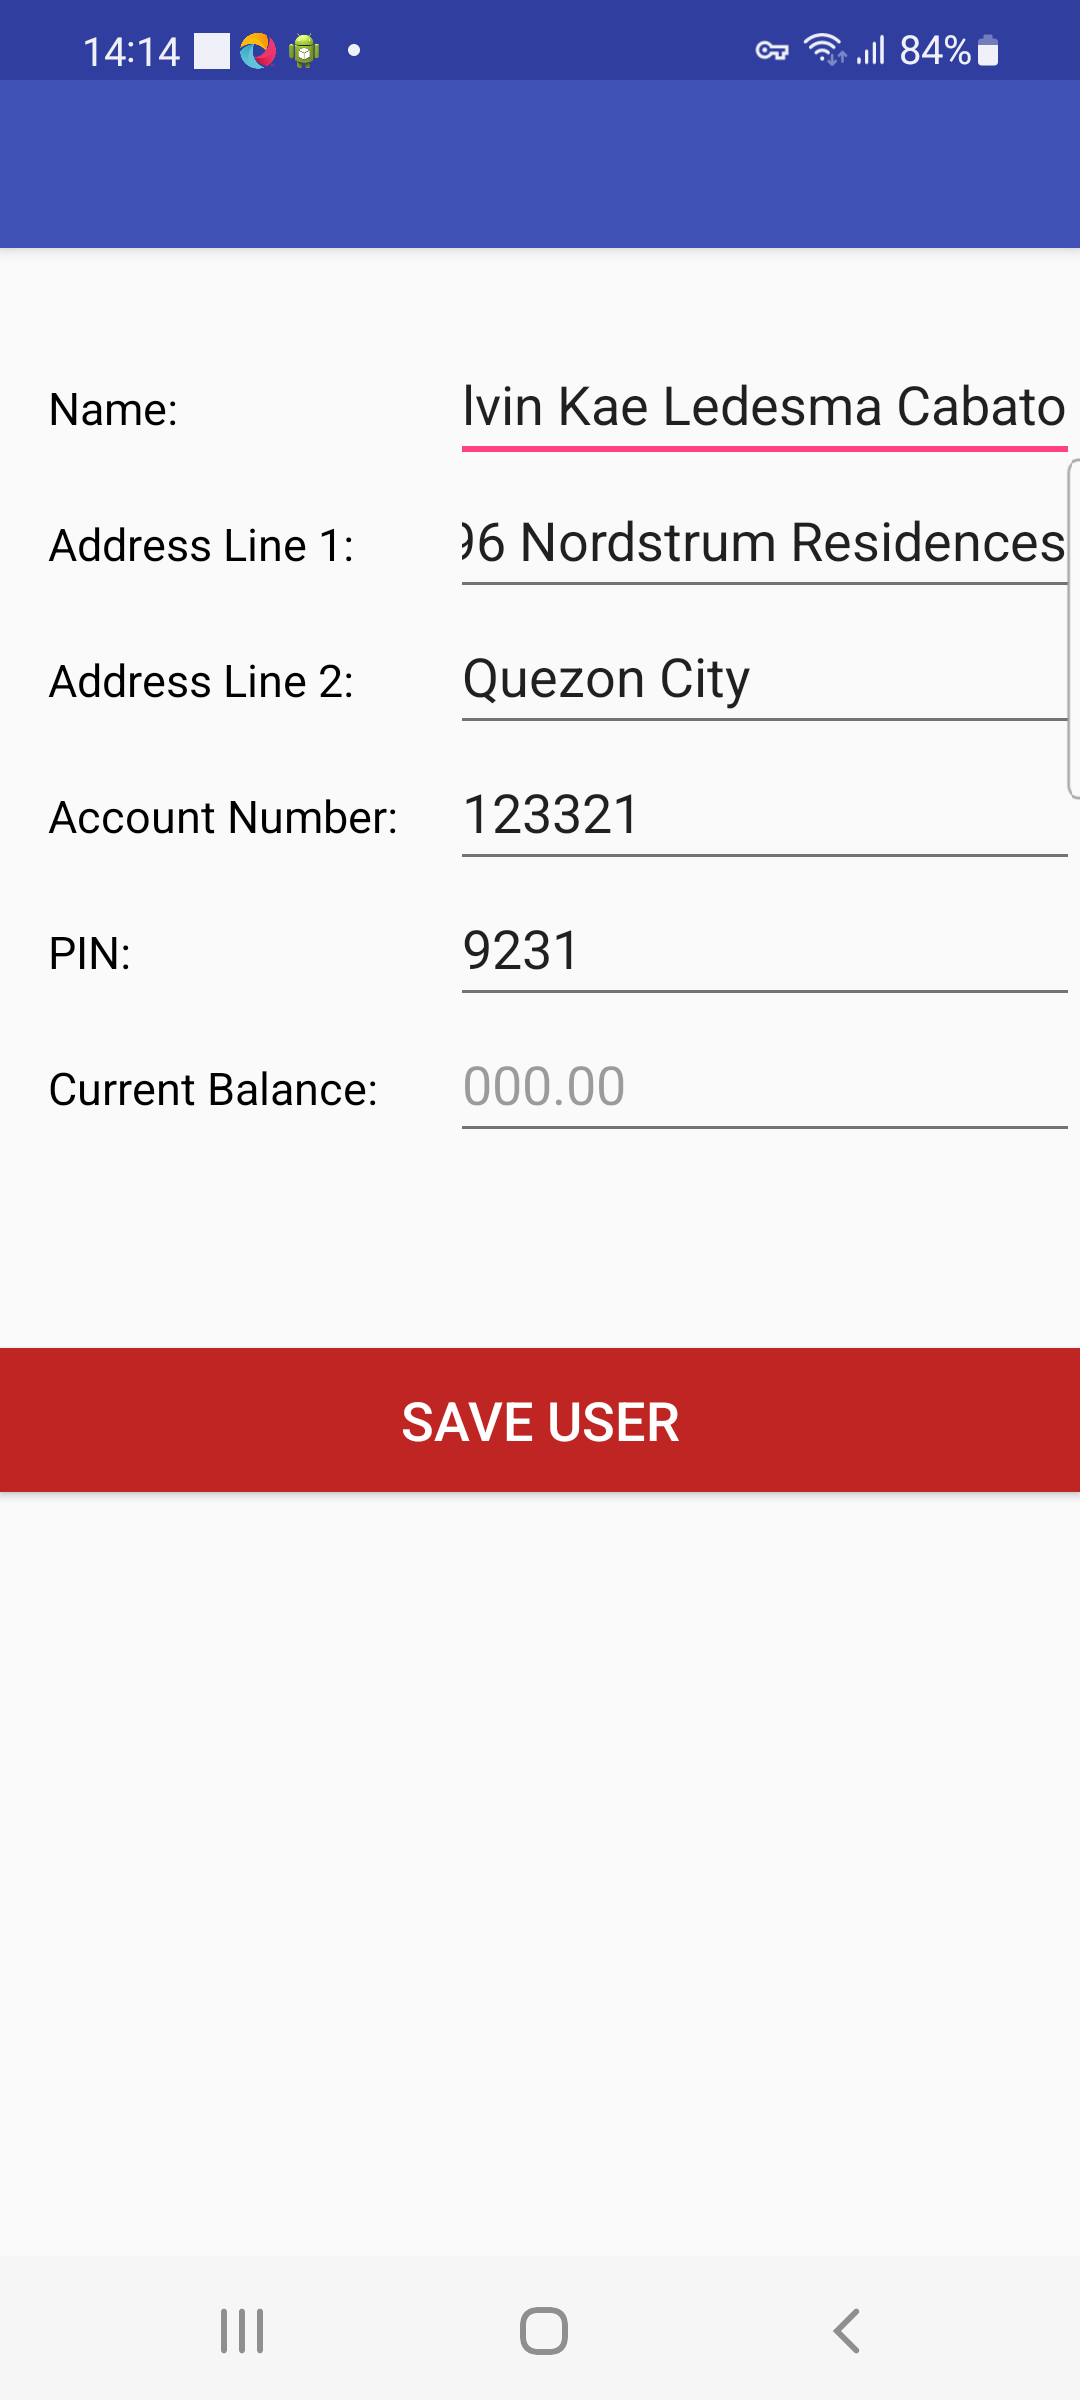 14:14 84%
Name: lvin Kae Ledesma Cabato
Address Line 1: 96 Nordstrum Residences
Address Line 2: Quezon City
Account Number: 123321
PIN: 9231
Current Balance: 000.00
SAVE USER